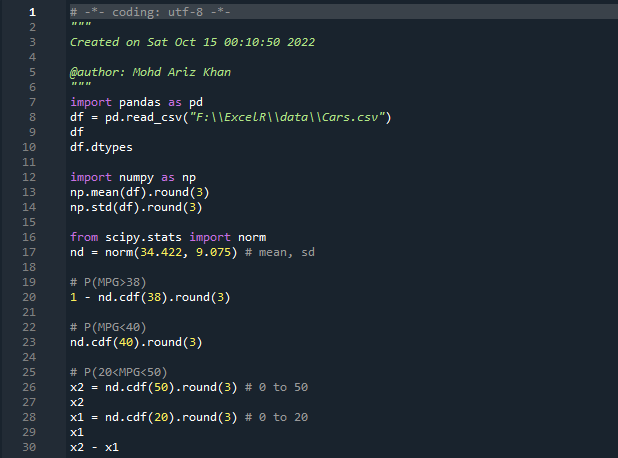 1 # -*- coding: utf-8 -*-
2 """
3 Created on Sat Oct 15 00:10:50 2022
4
5 @author: Mohd Ariz Khan
6 """
7 import pandas as pd
8 df = pd.read_csv("F:\\ExcelR\\data\\Cars.csv")
9 df
10 df.dtypes
11
12 import numpy as np
13 np.mean(df).round(3)
14 np.std(df).round(3)
15
16 from scipy.stats import norm
17 nd = norm(34.422, 9.075) # mean, sd
18
19 # P(MPG>38)
20 1 - nd.cdf(38).round(3)
21
22 # P(MPG<40)
23 nd.cdf(40).round(3)
24
25 # P(20<MPG<50)
26 x2 = nd.cdf(50).round(3) # 0 to 50
27 x2
28 x1 = nd.cdf(20).round(3) # 0 to 20
29 x1
30 x2 - x1